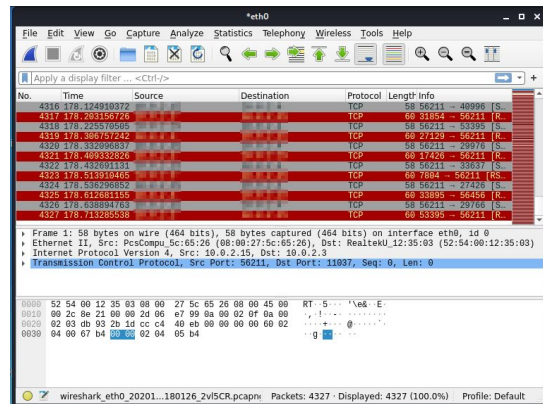 *eth0
File Edit View Go Capture Analyze Statistics Telephony Wireless Tools Help
Apply a display filter ... <Ctrl-/>
No. Time Source Destination Protocol Length Info
4316 178.124910372 TCP 58 56211 → 40996 [S…
4317 178.203156726 TCP 60 31854 → 56211 [R…
4318 178.225570505 TCP 58 56211 → 53395 [S…
4319 178.306757242 TCP 60 27129 → 56211 [R…
4320 178.332096837 TCP 58 56211 → 29976 [S…
4321 178.409332826 TCP 60 17426 → 56211 [R…
4322 178.432691131 TCP 58 56211 → 33637 [S…
4323 178.513910465 TCP 60 7804 → 56211 [RS…
4324 178.536296852 TCP 58 56211 → 27426 [S…
4325 178.612681155 TCP 60 33895 → 56456 [R…
4326 178.638894763 TCP 58 56211 → 29766 [S…
4327 178.713285538 TCP 60 53395 → 56211 [R…
Frame 1: 58 bytes on wire (464 bits), 58 bytes captured (464 bits) on interface eth0, id 0
Ethernet II, Src: PcsCompu_5c:65:26 (08:00:27:5c:65:26), Dst: RealtekU_12:35:03 (52:54:00:12:35:03)
Internet Protocol Version 4, Src: 10.0.2.15, Dst: 10.0.2.3
Transmission Control Protocol, Src Port: 56211, Dst Port: 11037, Seq: 0, Len: 0
0000 52 54 00 12 35 03 08 00 27 5c 65 26 08 00 45 00 RT··5··· '\e&··E·
0010 00 2c 8e 21 00 00 2d 06 e7 99 0a 00 02 0f 0a 00 ·,·!··-· ········
0020 02 03 db 93 2b 1d cc c4 40 eb 00 00 00 00 60 02 ····+··· @·····`·
0030 04 00 67 b4 00 00 02 04 05 b4 ··g····· ··
wireshark_eth0_20201...180126_2vl5CR.pcapng Packets: 4327 · Displayed: 4327 (100.0%) Profile: Default